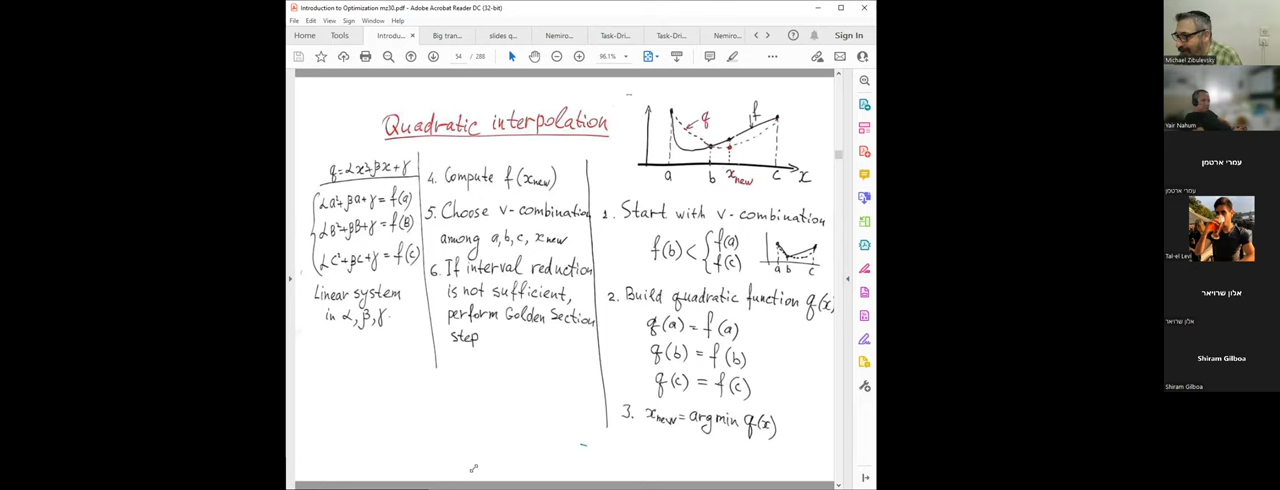 Introduction to Optimization mz30.pdf - Adobe Acrobat Reader DC (32-bit)
File Edit View Sign Window Help
Home Tools Introdu... × Big tran... slides q... Nemiro... Task-Dri... Task-Dri... Nemiro... Sign In
54 / 288 96.1%
Quadratic interpolation
q = αx²+βx+γ
αa²+βa+γ = f(a)
αb²+βb+γ = f(b)
αc²+βc+γ = f(c)
Linear system
in α, β, γ
4. Compute f(x_new)
5. Choose v-combination
among a, b, c, x_new
6. If interval reduction
is not sufficient,
perform Golden Section
step
q f
a b x_new c x
1. Start with v-combination
f(b) < { f(a)
f(c)
a b c
2. Build quadratic function q(x)
q(a) = f(a)
q(b) = f(b)
q(c) = f(c)
3. x_new = argmin q(x)
Michael Zibulevsky
Yair Nahum
עמרי ארטמן
עמרי ארטמן
Tal-el Levi
אלון שרויאר
אלון שרויאר
Shiram Gilboa
Shiram Gilboa